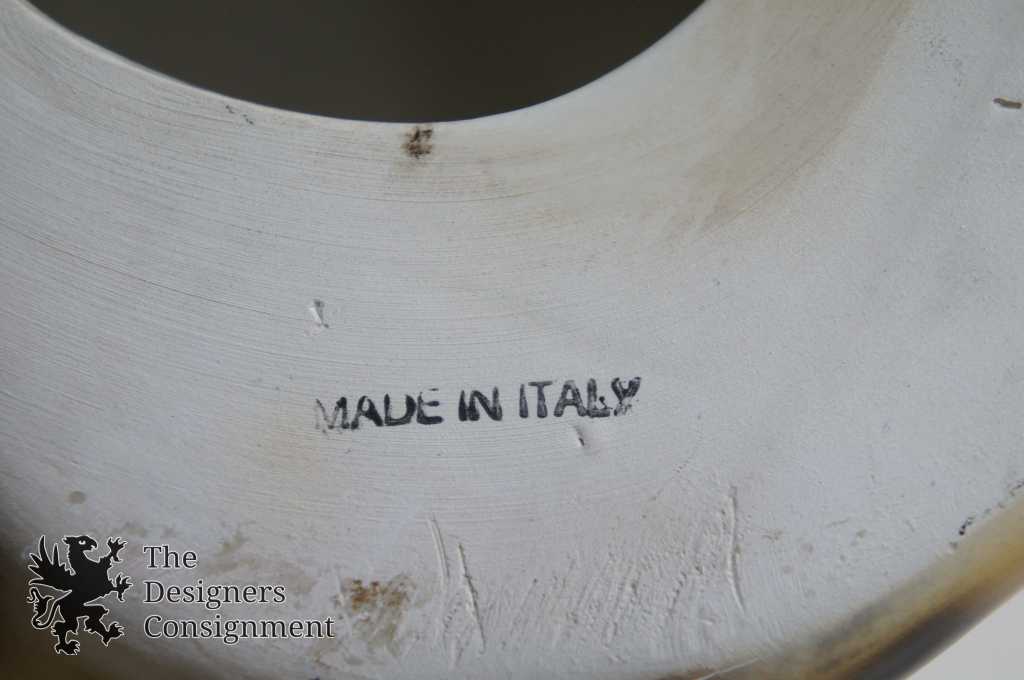 MADE IN ITALY
The
Designers
Consignment